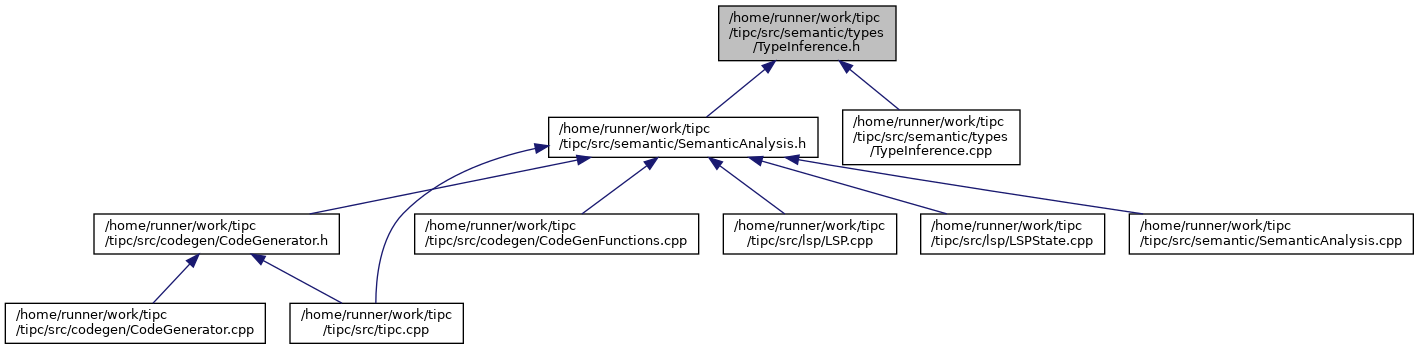 /home/runner/work/tipc
/tipc/src/semantic/types
/TypeInference.h
/home/runner/work/tipc
/tipc/src/semantic/SemanticAnalysis.h
/home/runner/work/tipc
/tipc/src/semantic/types
/TypeInference.cpp
/home/runner/work/tipc
/tipc/src/codegen/CodeGenerator.h
/home/runner/work/tipc
/tipc/src/codegen/CodeGenFunctions.cpp
/home/runner/work/tipc
/tipc/src/lsp/LSP.cpp
/home/runner/work/tipc
/tipc/src/lsp/LSPState.cpp
/home/runner/work/tipc
/tipc/src/semantic/SemanticAnalysis.cpp
/home/runner/work/tipc
/tipc/src/codegen/CodeGenerator.cpp
/home/runner/work/tipc
/tipc/src/tipc.cpp